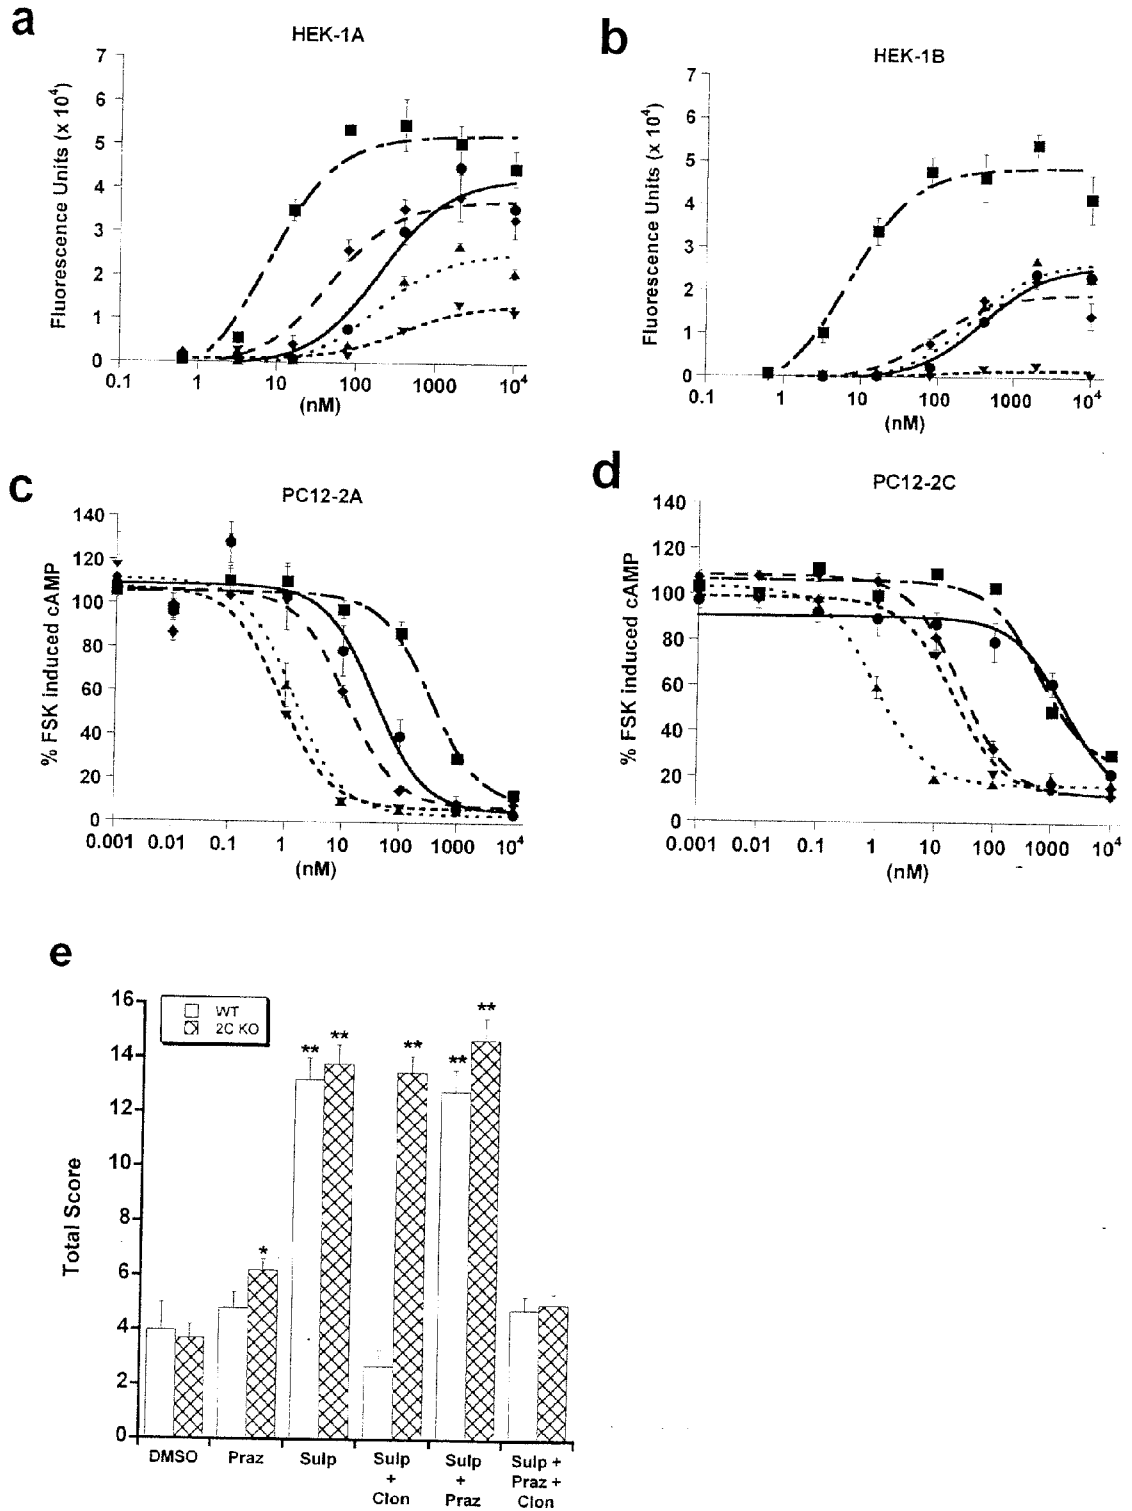 a
HEK-1A
Fluorescence Units (x 10⁴)
7
6
5
4
3
2
1
0
0.1
1
10
100
1000
10⁴
(nM)
b
HEK-1B
Fluorescence Units (x 10⁴)
7
6
5
4
3
2
1
0
0.1
1
10
100
1000
10⁴
(nM)
c
PC12-2A
% FSK induced cAMP
140
120
100
80
60
40
20
0
0.001
0.01
0.1
1
10
100
1000
10⁴
(nM)
d
PC12-2C
% FSK induced cAMP
140
120
100
80
60
40
20
0
0.001
0.01
0.1
1
10
100
1000
10⁴
(nM)
e
Total Score
16
14
12
10
8
6
4
2
0
WT
2C KO
*
**
**
**
**
**
DMSO
Praz
Sulp
Sulp
+
Clon
Sulp
+
Praz
Sulp +
Praz +
Clon